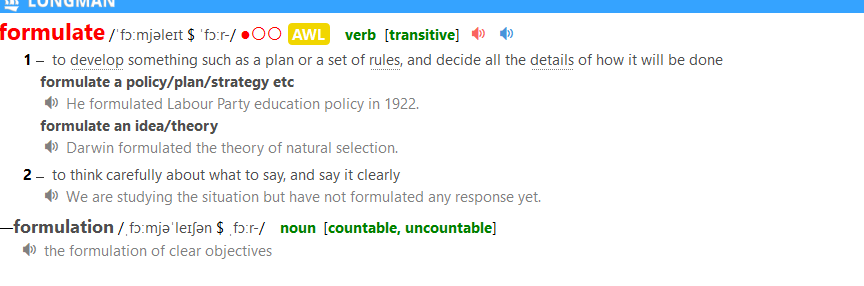 LONGMAN
formulate /ˈfɔːmjəleɪt $ ˈfɔːr-/ ●○○ AWL verb [transitive]
1 – to develop something such as a plan or a set of rules, and decide all the details of how it will be done
formulate a policy/plan/strategy etc
He formulated Labour Party education policy in 1922.
formulate an idea/theory
Darwin formulated the theory of natural selection.
2 – to think carefully about what to say, and say it clearly
We are studying the situation but have not formulated any response yet.
—formulation /ˌfɔːmjəˈleɪʃən $ ˌfɔːr-/ noun [countable, uncountable]
the formulation of clear objectives